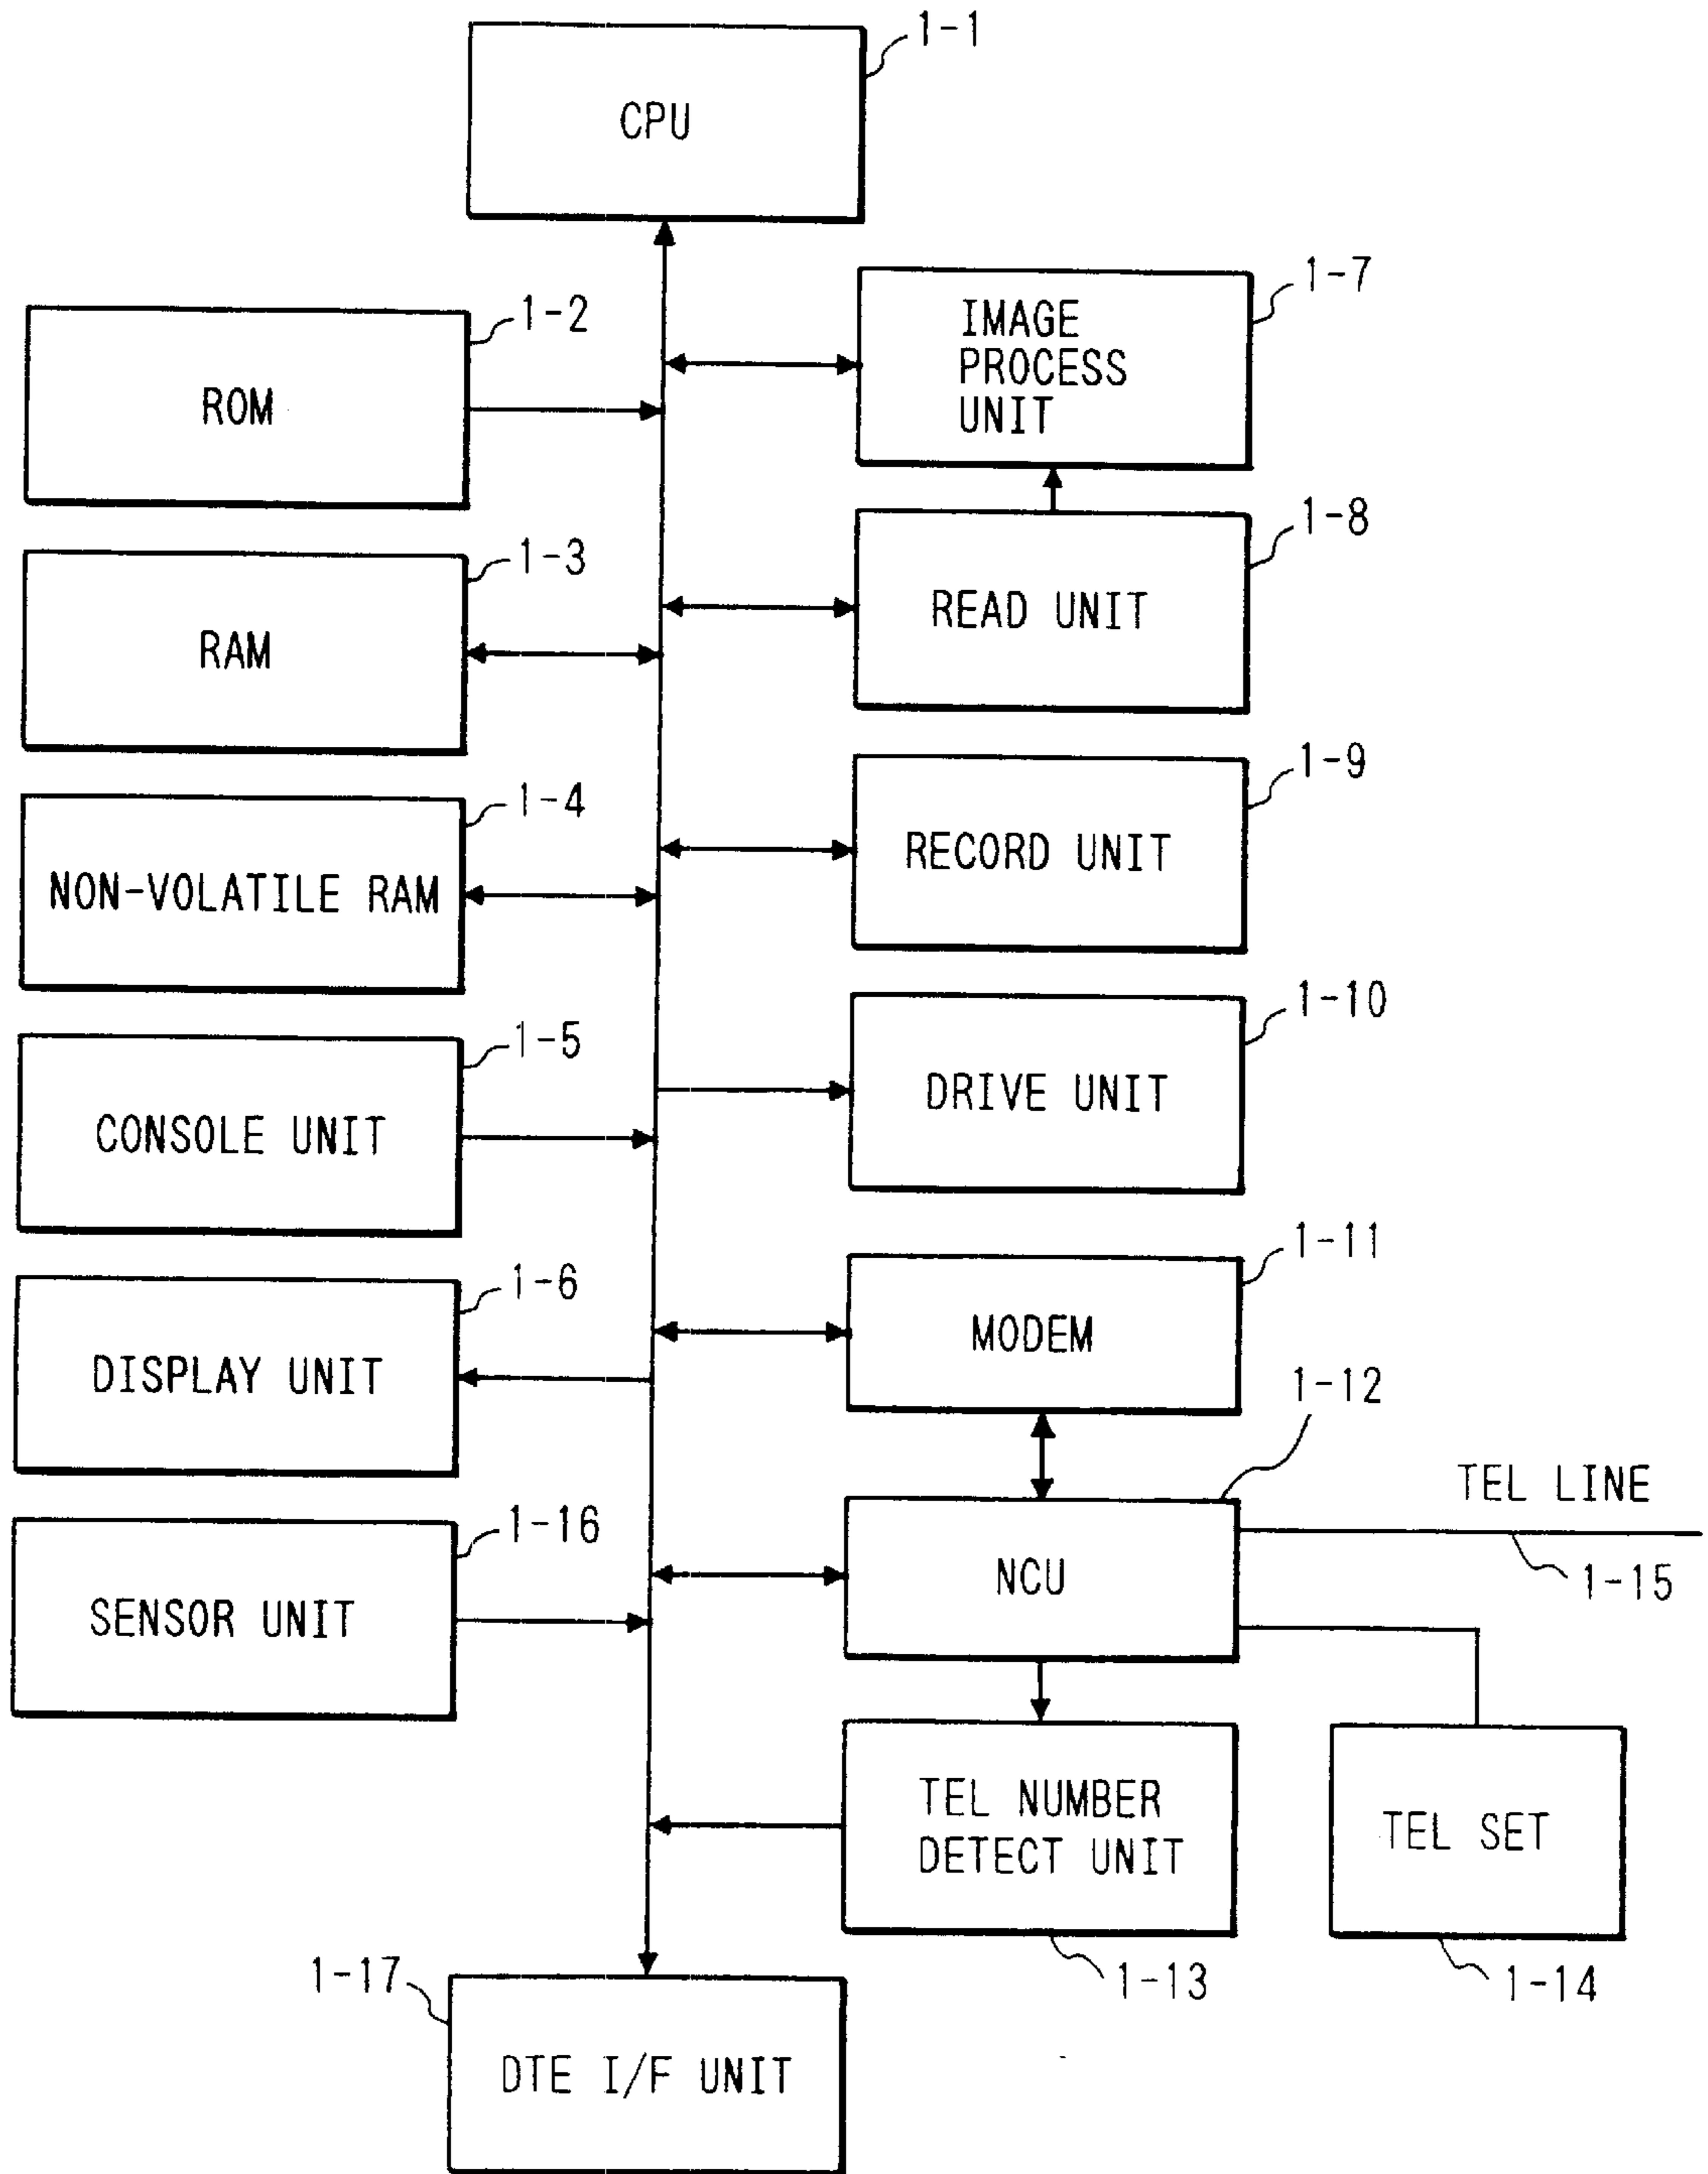 1-1
CPU
1-2
ROM
1-7
IMAGE
PROCESS
UNIT
1-3
RAM
1-8
READ UNIT
1-4
NON-VOLATILE RAM
1-9
RECORD UNIT
1-5
CONSOLE UNIT
1-10
DRIVE UNIT
1-6
DISPLAY UNIT
1-11
MODEM
1-12
NCU
TEL LINE
1-15
1-16
SENSOR UNIT
TEL NUMBER
DETECT UNIT
1-13
TEL SET
1-14
1-17
DTE I/F UNIT